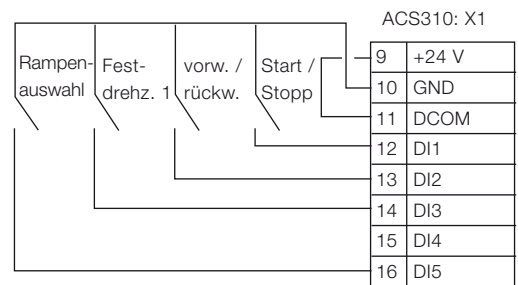 ACS310: X1
Rampen-
auswahl
Fest-
drehz. 1
vorw. /
rückw.
Start /
Stopp
9 +24 V
10 GND
11 DCOM
12 DI1
13 DI2
14 DI3
15 DI4
16 DI5